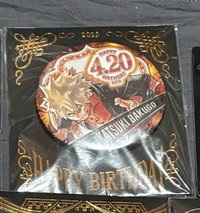 2023
HAPPY
4.20
BIRTHDAY
KATSUKI BAKUGO
HAPPY BIRTHDAY